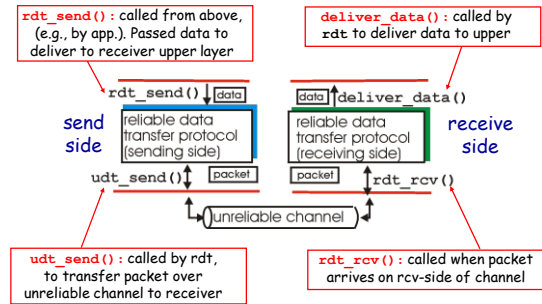 rdt_send(): called from above,
(e.g., by app.). Passed data to
deliver to receiver upper layer
deliver_data(): called by
rdt to deliver data to upper
rdt_send()
data
data
deliver_data()
send
side
reliable data
transfer protocol
(sending side)
reliable data
transfer protocol
(receiving side)
receive
side
udt_send()
packet
packet
rdt_rcv()
unreliable channel
udt_send(): called by rdt,
to transfer packet over
unreliable channel to receiver
rdt_rcv(): called when packet
arrives on rcv-side of channel